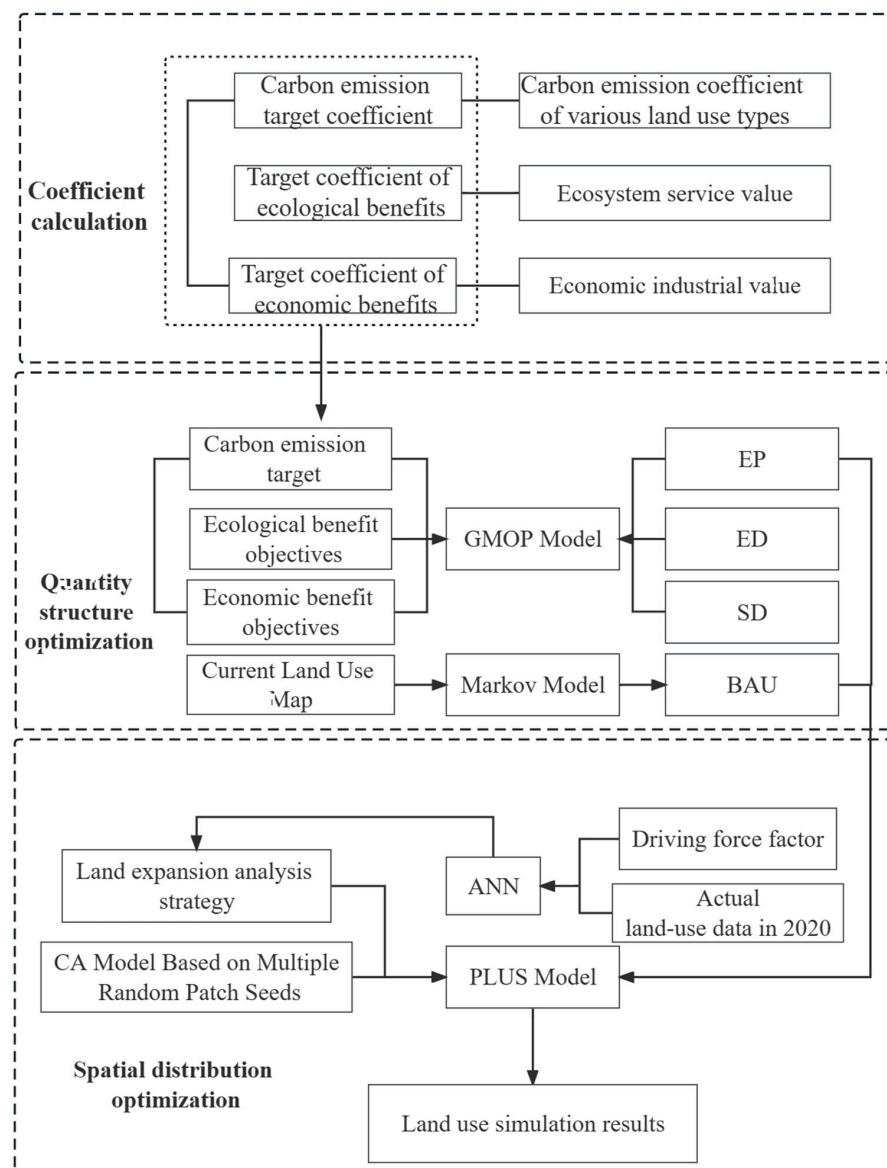 Carbon emission
target coefficient
Carbon emission coefficient
of various land use types
Coefficient
calculation
Target coefficient of
ecological benefits
Ecosystem service value
Target coefficient of
economic benefits
Economic industrial value
Quantity
structure
optimization
Carbon emission
target
Ecological benefit
objectives
Economic benefit
objectives
Current Land Use
Map
GMOP Model
Markov Model
EP
ED
SD
BAU
Land expansion analysis
strategy
ANN
Driving force factor
Actual
land-use data in 2020
CA Model Based on Multiple
Random Patch Seeds
PLUS Model
Spatial distribution
optimization
Land use simulation results